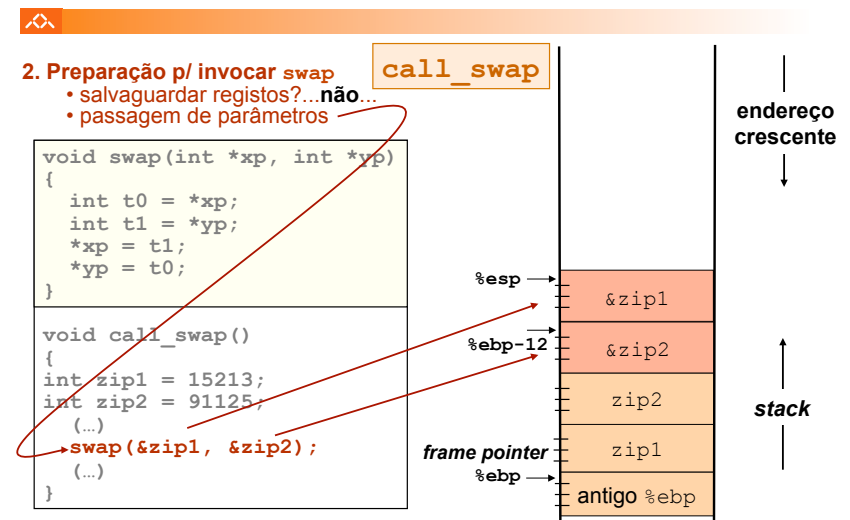 2. Preparação p/ invocar swap
• salvaguardar registos?...não...
• passagem de parâmetros
call_swap
void swap(int *xp, int *yp)
{
int t0 = *xp;
int t1 = *yp;
*xp = t1;
*yp = t0;
}
void call_swap()
{
int zip1 = 15213;
int zip2 = 91125;
(…)
swap(&zip1, &zip2);
(…)
}
%esp
%ebp-12
frame pointer
%ebp
&zip1
&zip2
zip2
zip1
antigo %ebp
endereço
crescente
stack